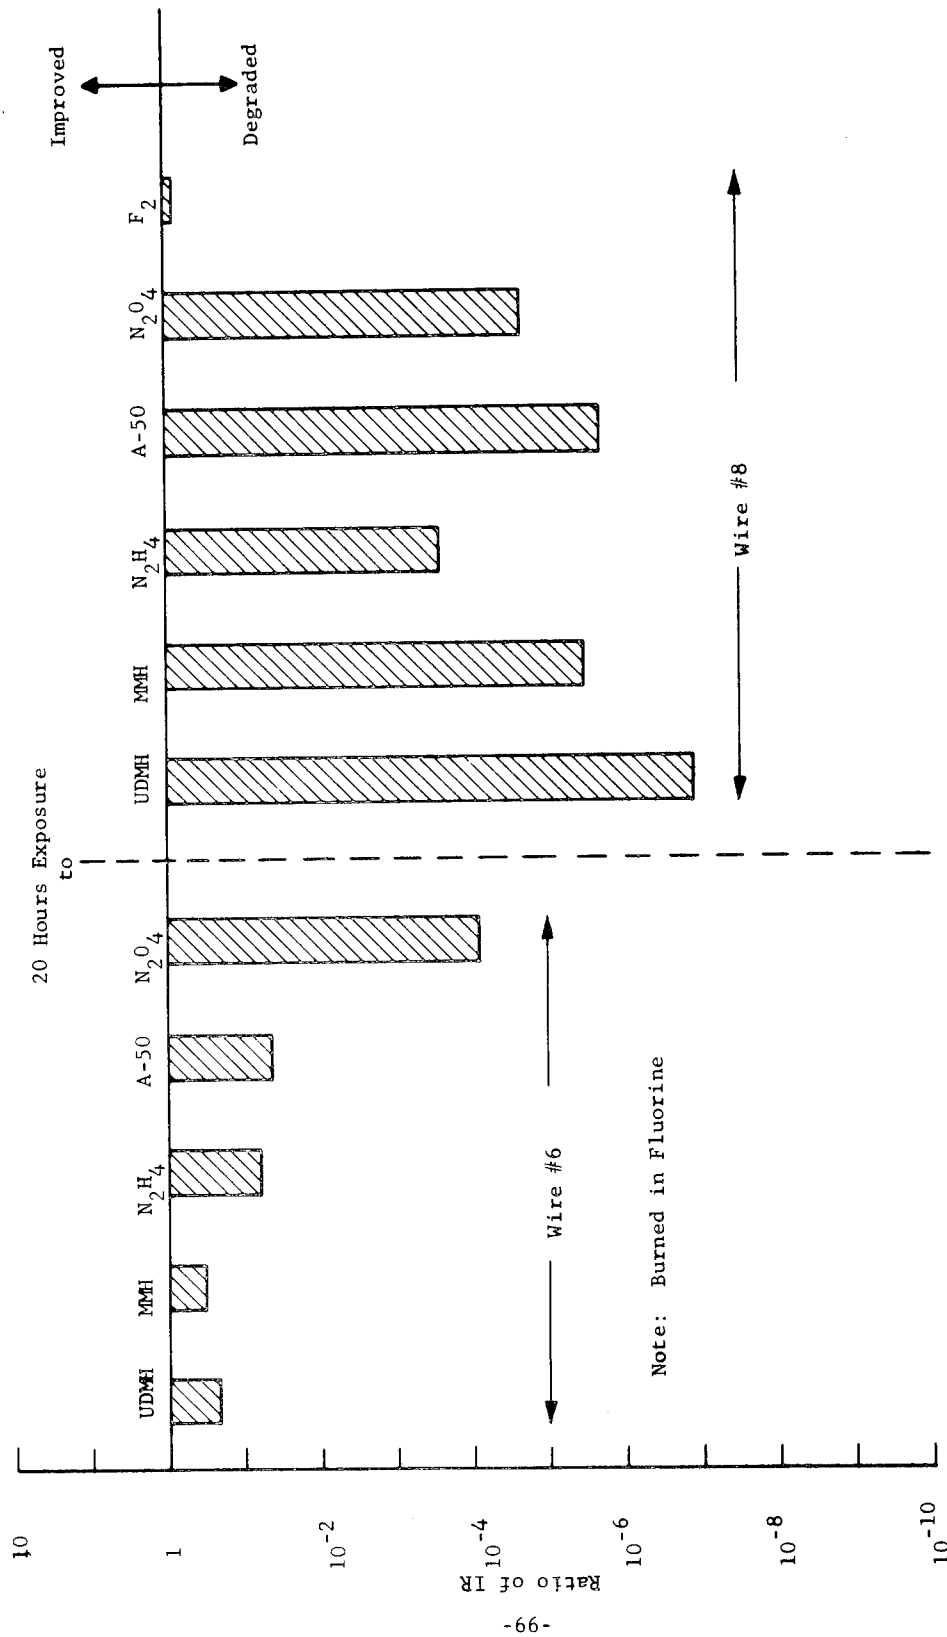 20 Hours Exposure
to
Improved
Degraded
UDMH MMH N₂H₄ A-50 N₂O₄ UDMH MMH N₂H₄ A-50 N₂O₄ F₂
10
1
10⁻²
10⁻⁴
10⁻⁶
10⁻⁸
10⁻¹⁰
Ratio of IR
Wire #6
Wire #8
Note: Burned in Fluorine
-99-